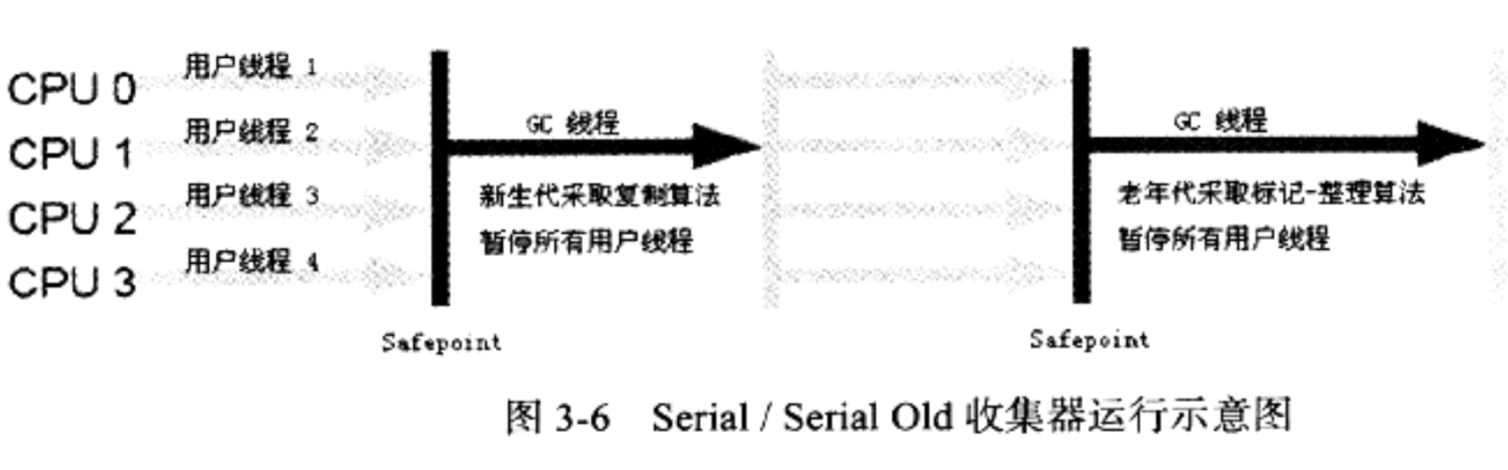 CPU 0
用户线程 1
CPU 1
用户线程 2
CPU 2
用户线程 3
CPU 3
用户线程 4
GC 线程
新生代采取复制算法
暂停所有用户线程
Safepoint
GC 线程
老年代采取标记-整理算法
暂停所有用户线程
Safepoint
图 3-6 Serial / Serial Old 收集器运行示意图